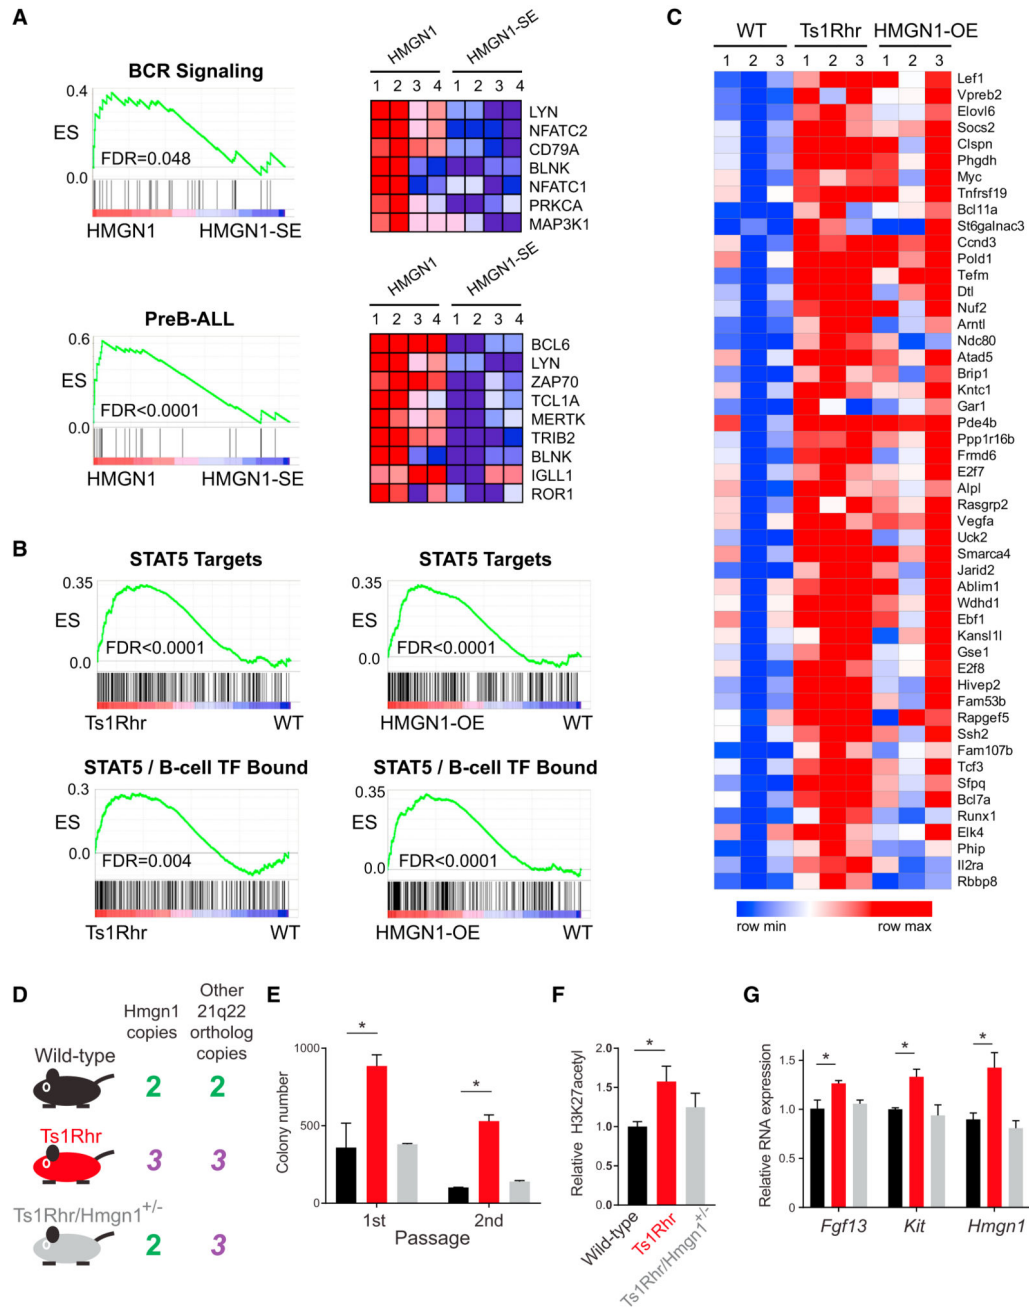 A
BCR Signaling
0.4
ES
FDR=0.048
0.0
HMGN1 HMGN1-SE
HMGN1 HMGN1-SE
1 2 3 4 1 2 3 4
LYN
NFATC2
CD79A
BLNK
NFATC1
PRKCA
MAP3K1
PreB-ALL
0.6
ES
FDR<0.0001
0.0
HMGN1 HMGN1-SE
HMGN1 HMGN1-SE
1 2 3 4 1 2 3 4
BCL6
LYN
ZAP70
TCL1A
MERTK
TRIB2
BLNK
IGLL1
ROR1
B
STAT5 Targets
0.35
ES
FDR<0.0001
0.0
Ts1Rhr WT
STAT5 Targets
0.35
ES
FDR<0.0001
0.0
HMGN1-OE WT
STAT5 / B-cell TF Bound
0.3
ES
0.0
FDR=0.004
Ts1Rhr WT
STAT5 / B-cell TF Bound
0.35
ES
FDR<0.0001
0.0
HMGN1-OE WT
C
WT Ts1Rhr HMGN1-OE
1 2 3 1 2 3 1 2 3
Lef1
Vpreb2
Elovl6
Socs2
Clspn
Phgdh
Myc
Tnfrsf19
Bcl11a
St6galnac3
Ccnd3
Pold1
Tefm
Dtl
Nuf2
Arntl
Ndc80
Atad5
Brip1
Kntc1
Gar1
Pde4b
Ppp1r16b
Frmd6
E2f7
Alpl
Rasgrp2
Vegfa
Uck2
Smarca4
Jarid2
Ablim1
Wdhd1
Ebf1
Kansl1l
Gse1
E2f8
Hivep2
Fam53b
Rapgef5
Ssh2
Fam107b
Tcf3
Sfpq
Bcl7a
Runx1
Elk4
Phip
Il2ra
Rbbp8
row min row max
D
Hmgn1 copies
Other 21q22 ortholog copies
Wild-type
2 2
Ts1Rhr
3 3
Ts1Rhr/Hmgn1+/-
2 3
E
Colony number
1000
500
0
*
*
1st 2nd
Passage
F
Relative H3K27acetyl
2.0
1.5
1.0
0.5
0.0
*
Wild-type
Ts1Rhr
Ts1Rhr/Hmgn1+/-
G
Relative RNA expression
1.5
1.0
0.5
0.0
* * *
Fgf13 Kit Hmgn1